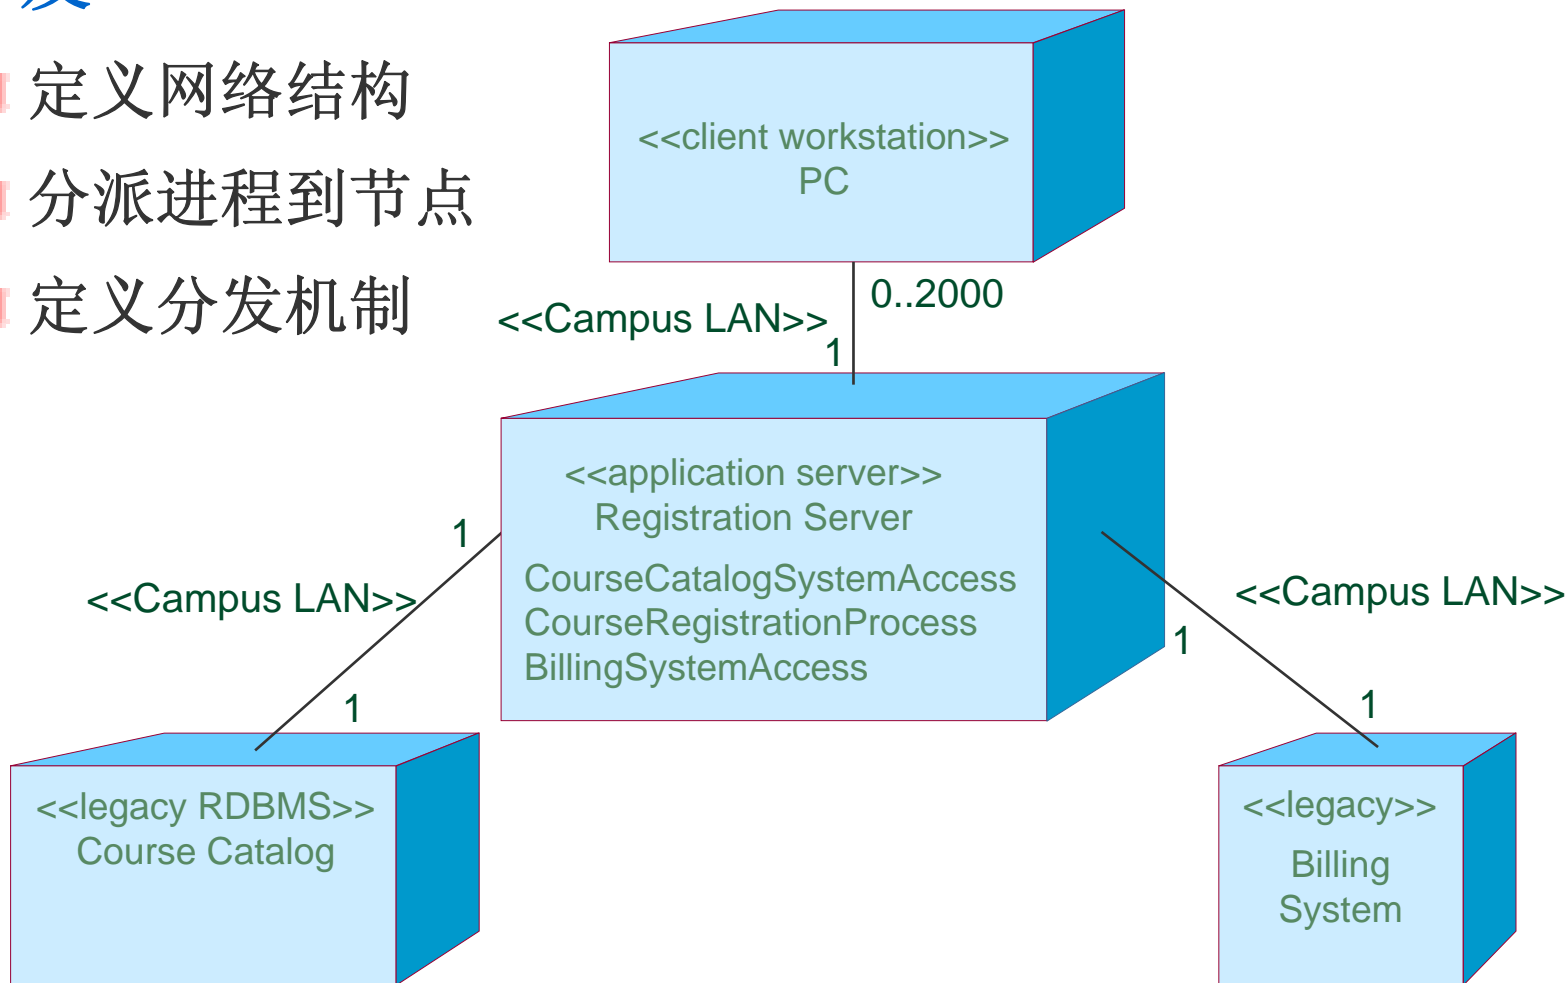 定义网络结构
分派进程到节点
定义分发机制
<<client workstation>>
PC
0..2000
<<Campus LAN>>
1
<<application server>>
Registration Server
CourseCatalogSystemAccess
CourseRegistrationProcess
BillingSystemAccess
1
<<Campus LAN>>
1
<<Campus LAN>>
1
1
<<legacy RDBMS>>
Course Catalog
<<legacy>>
Billing
System